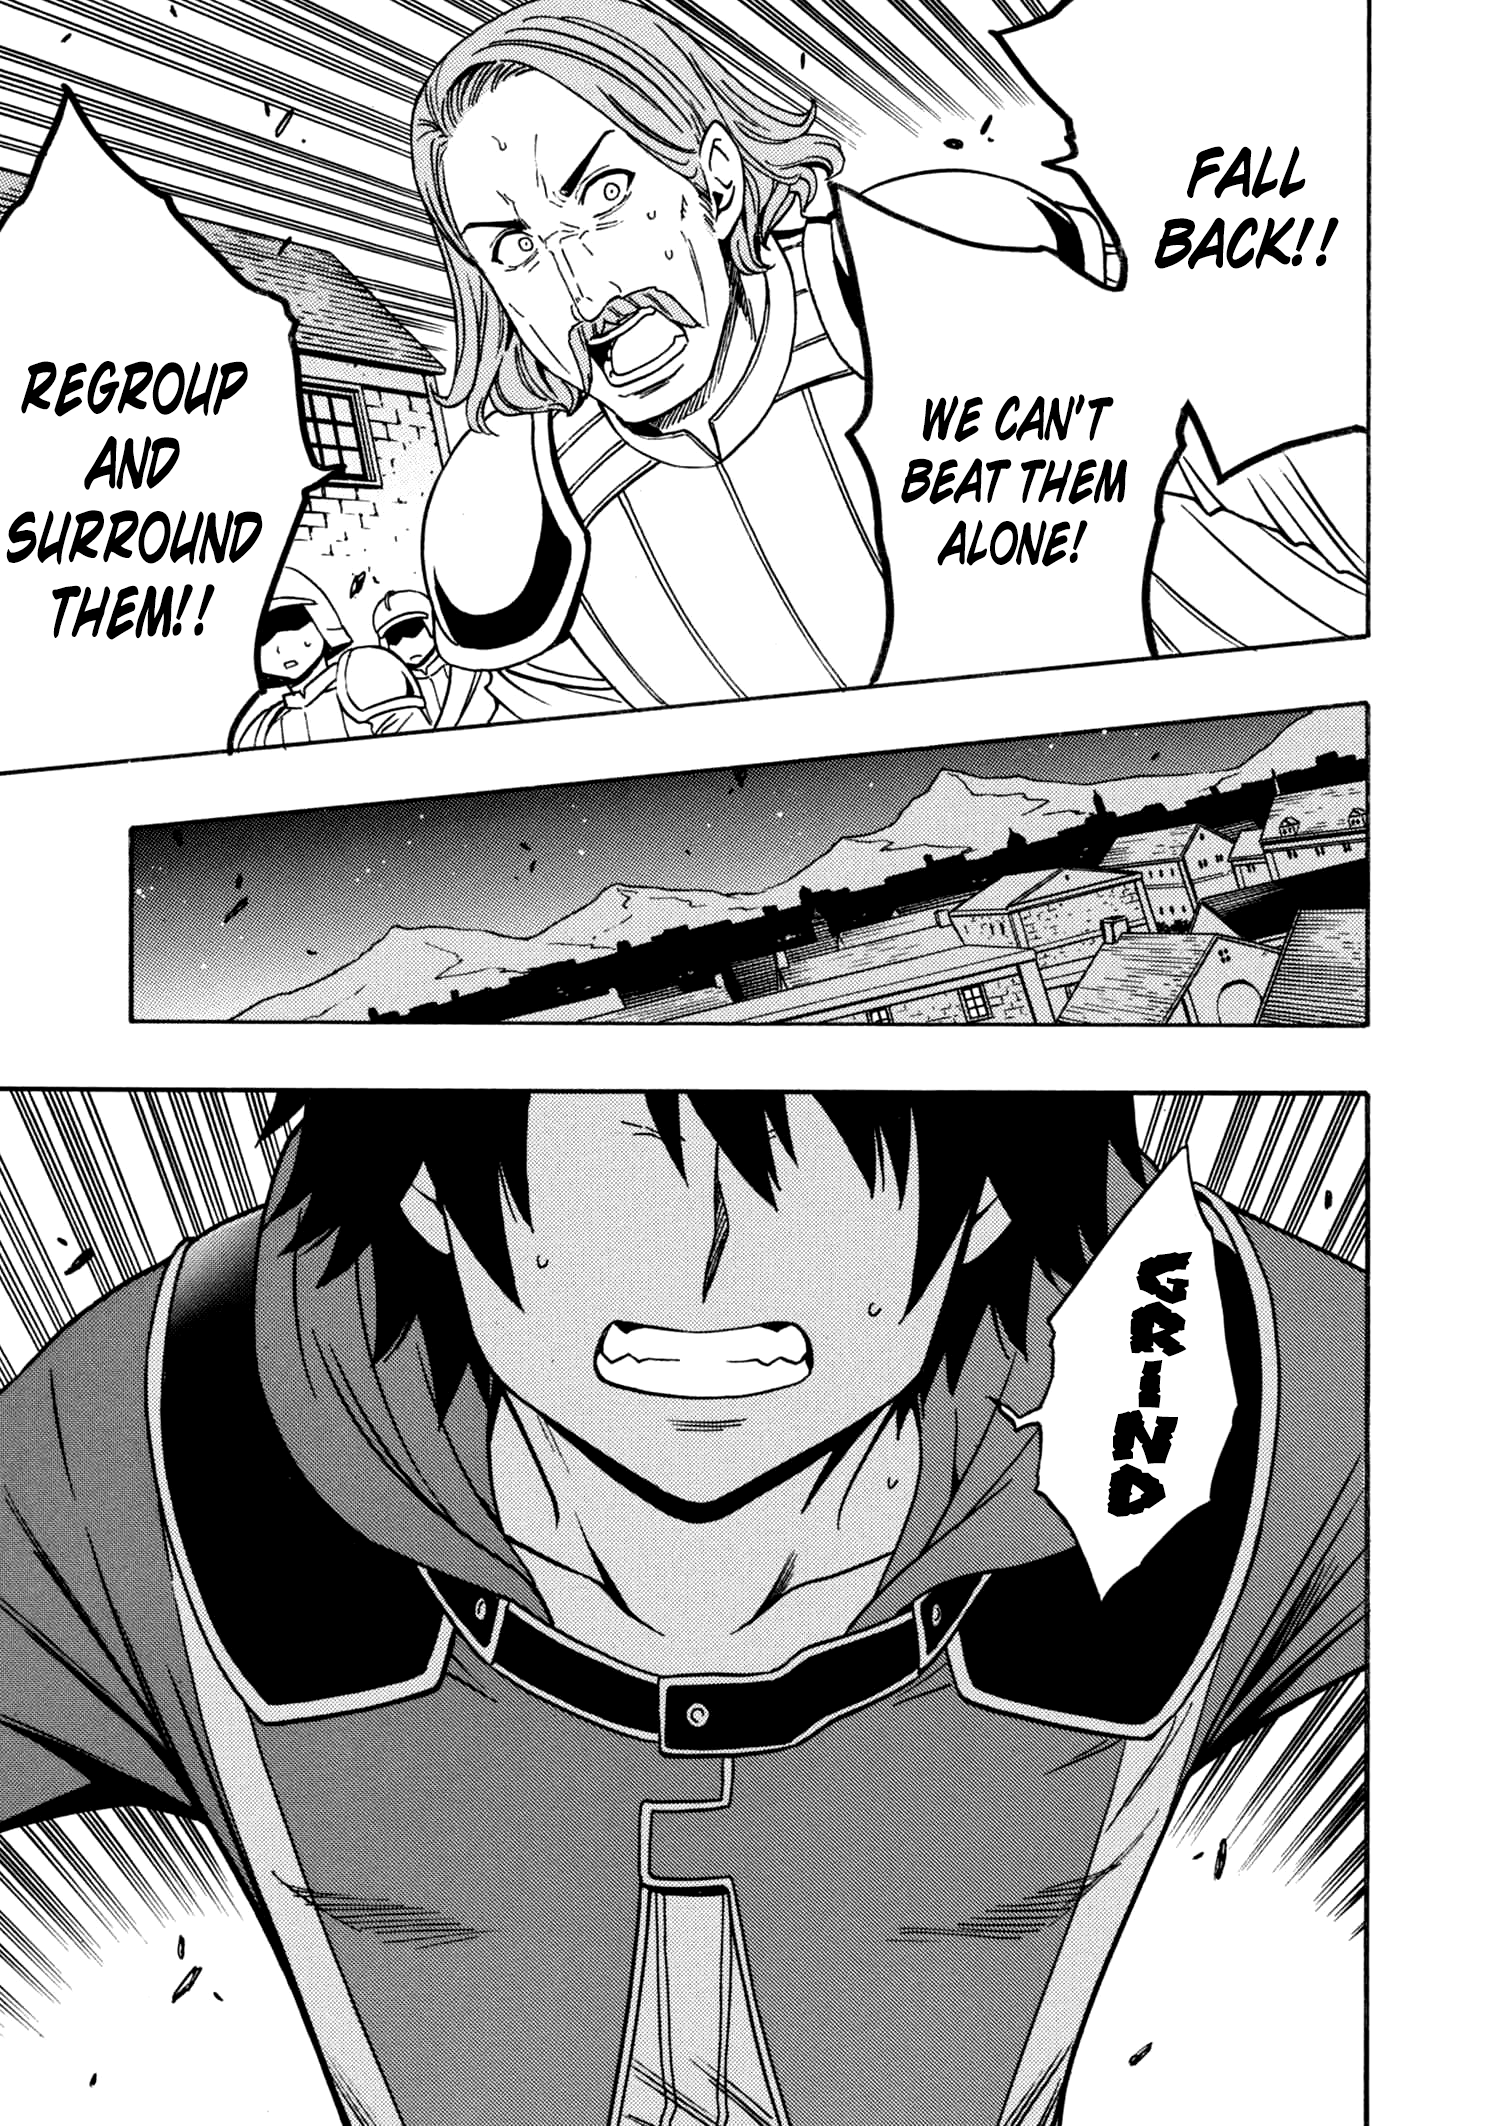 FALL
BACK!!
WE CAN'T
BEAT THEM
ALONE!
REGROUP
AND
SURROUND
THEM!!
GRIND